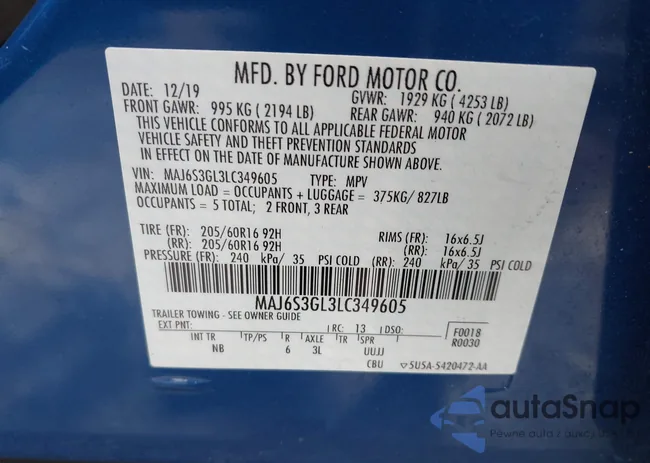 MFD. BY FORD MOTOR CO.
DATE: 12/19 GVWR: 1929 KG ( 4253 LB)
FRONT GAWR: 995 KG ( 2194 LB) REAR GAWR: 940 KG ( 2072 LB)
THIS VEHICLE CONFORMS TO ALL APPLICABLE FEDERAL MOTOR
VEHICLE SAFETY AND THEFT PREVENTION STANDARDS
IN EFFECT ON THE DATE OF MANUFACTURE SHOWN ABOVE.
VIN: MAJ6S3GL3LC349605 TYPE: MPV
MAXIMUM LOAD = OCCUPANTS + LUGGAGE = 375KG/ 827LB
OCCUPANTS = 5 TOTAL; 2 FRONT, 3 REAR
TIRE (FR): 205/60R16 92H RIMS (FR): 16x6.5J
(RR): 205/60R16 92H (RR): 16x6.5J
PRESSURE (FR): 240 kPa/ 35 PSI COLD (RR): 240 kPa/ 35 PSI COLD
MAJ6S3GL3LC349605
TRAILER TOWING - SEE OWNER GUIDE
EXT PNT: RC: 13 DSO: F0018
R0030
INT TR TP/PS R AXLE TR SPR
NB 6 3L UUJJ
CBU 5U5A-5420472-AA
autaSnap
Pewne auta z aukcji